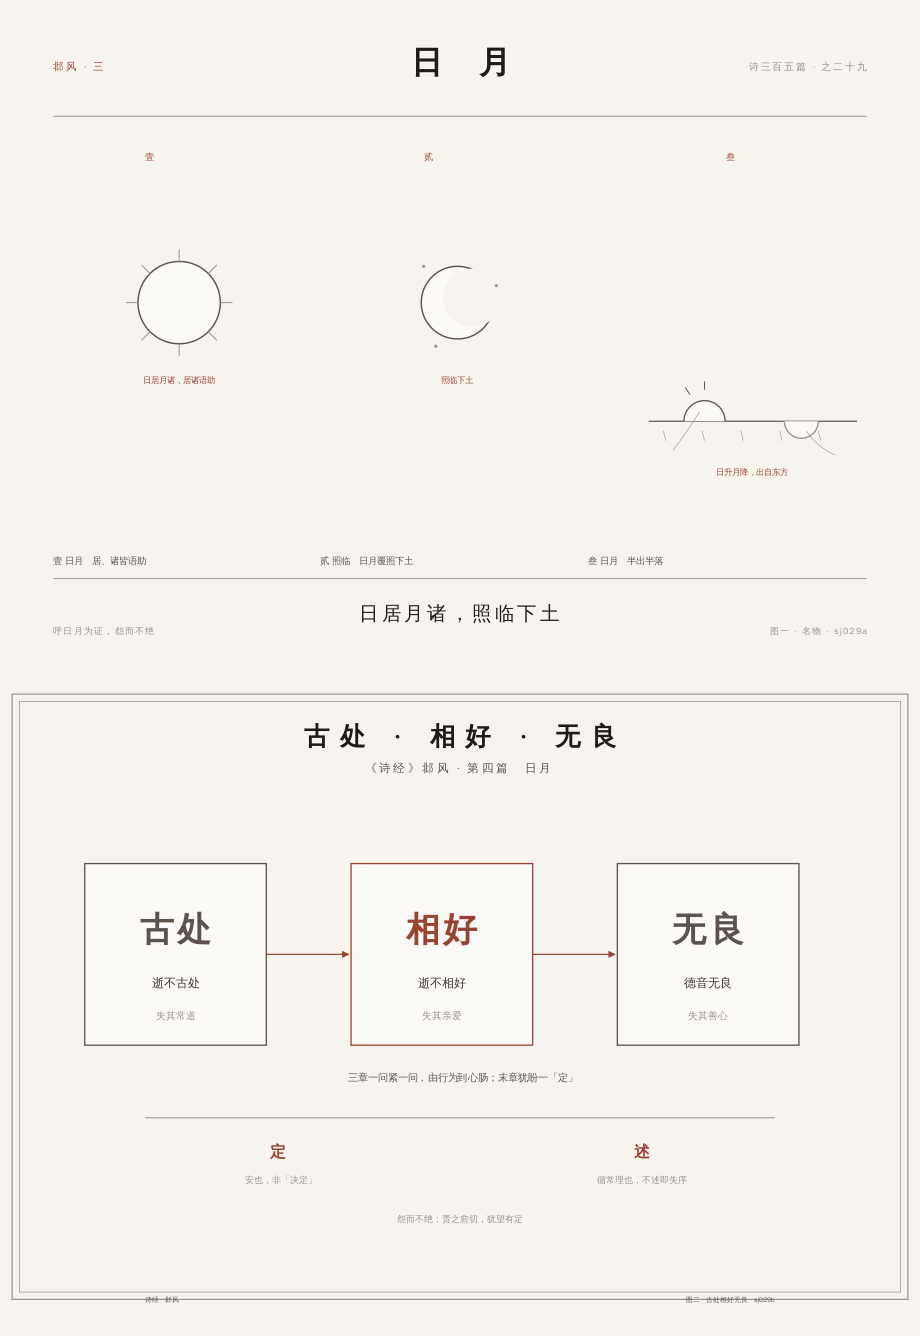 邶风 · 三
日 月
诗三百五篇 · 之二十九
壹
贰
叁
日居月诸，居诸语助
照临下土
日升月降，出自东方
壹 日月　居、诸皆语助
贰 照临　日月覆照下土
叁 日月　半出半落
日居月诸，照临下土
呼日月为证，怨而不绝
图一 · 名物 · sj029a
古处 · 相好 · 无良
《诗经》邶风 · 第四篇　日月
古处
相好
无良
逝不古处
逝不相好
德音无良
失其常道
失其亲爱
失其善心
三章一问紧一问，由行为到心肠；末章犹盼一「定」
定
述
安也，非「决定」
循常理也，不述即失序
怨而不绝：责之愈切，犹望有定
诗经 · 邶风
图二 · 古处相好无良 · sj029b